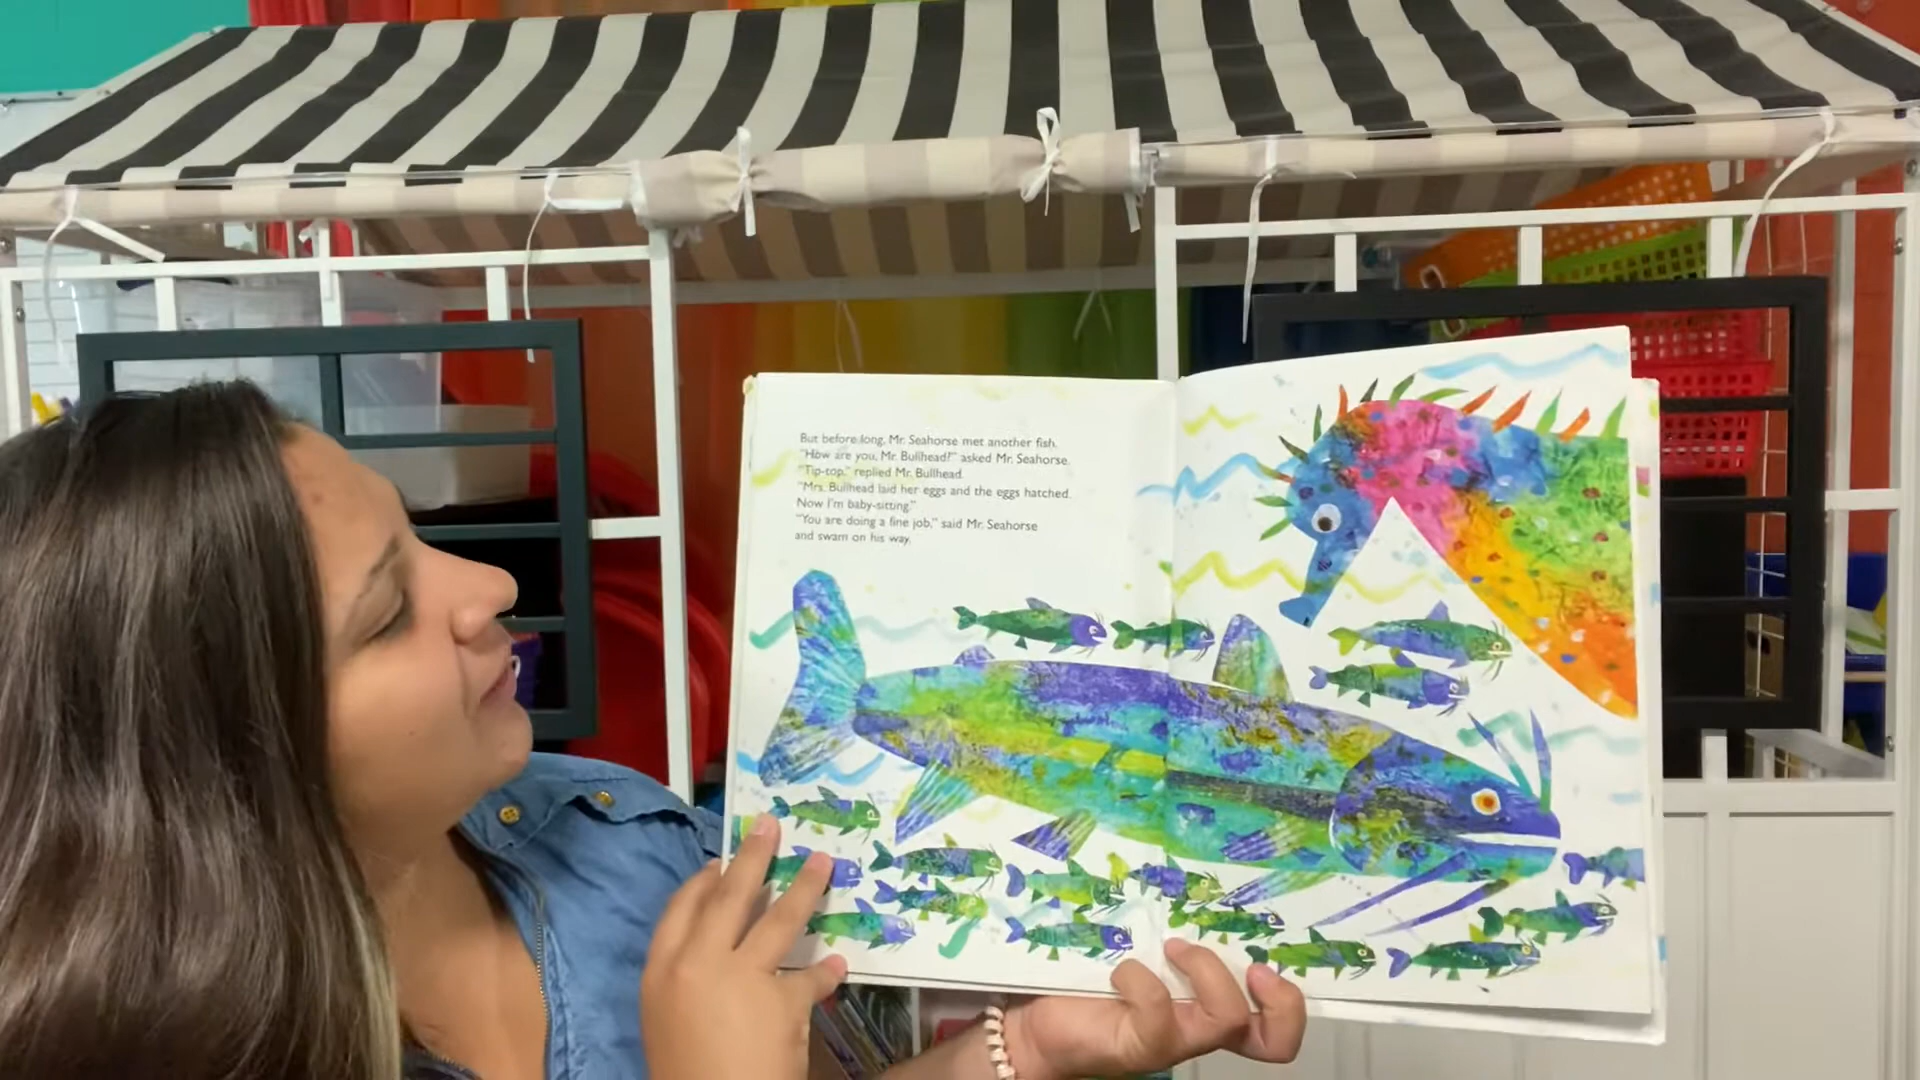 But before long, Mr. Seahorse met another fish.
"How are you, Mr. Bullhead?" asked Mr. Seahorse.
"Tip-top," replied Mr. Bullhead.
"Mrs. Bullhead laid her eggs and the eggs hatched.
Now I'm baby-sitting."
"You are doing a fine job," said Mr. Seahorse
and swam on his way.